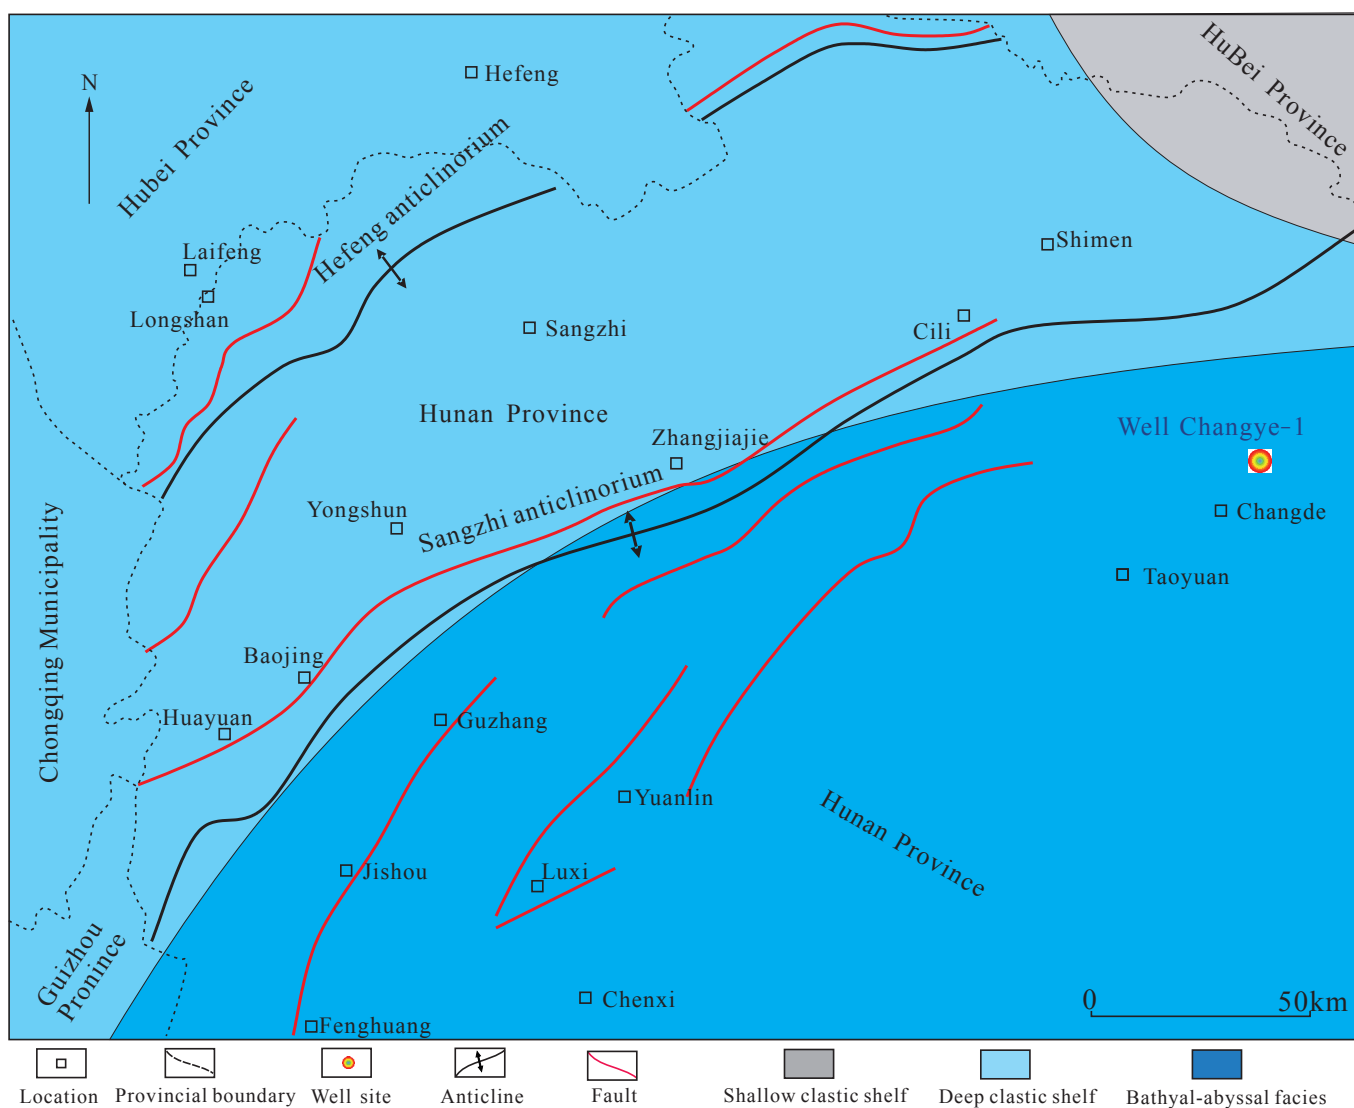 HuBei Province
Hefeng
N
Hubei Province
Hefeng anticlinorium
Laifeng
Longshan
Shimen
Sangzhi
Cili
Hunan Province
Zhangjiajie
Well Changye-1
Sangzhi anticlinorium
Yongshun
Changde
Taoyuan
Chongqing Municipality
Baojing
Huayuan
Guzhang
Yuanlin
Hunan Province
Jishou
Luxi
Guizhou
Pronince
Chenxi
Fenghuang
0 50km
Location Provincial boundary Well site Anticline Fault Shallow clastic shelf Deep clastic shelf Bathyal-abyssal facies